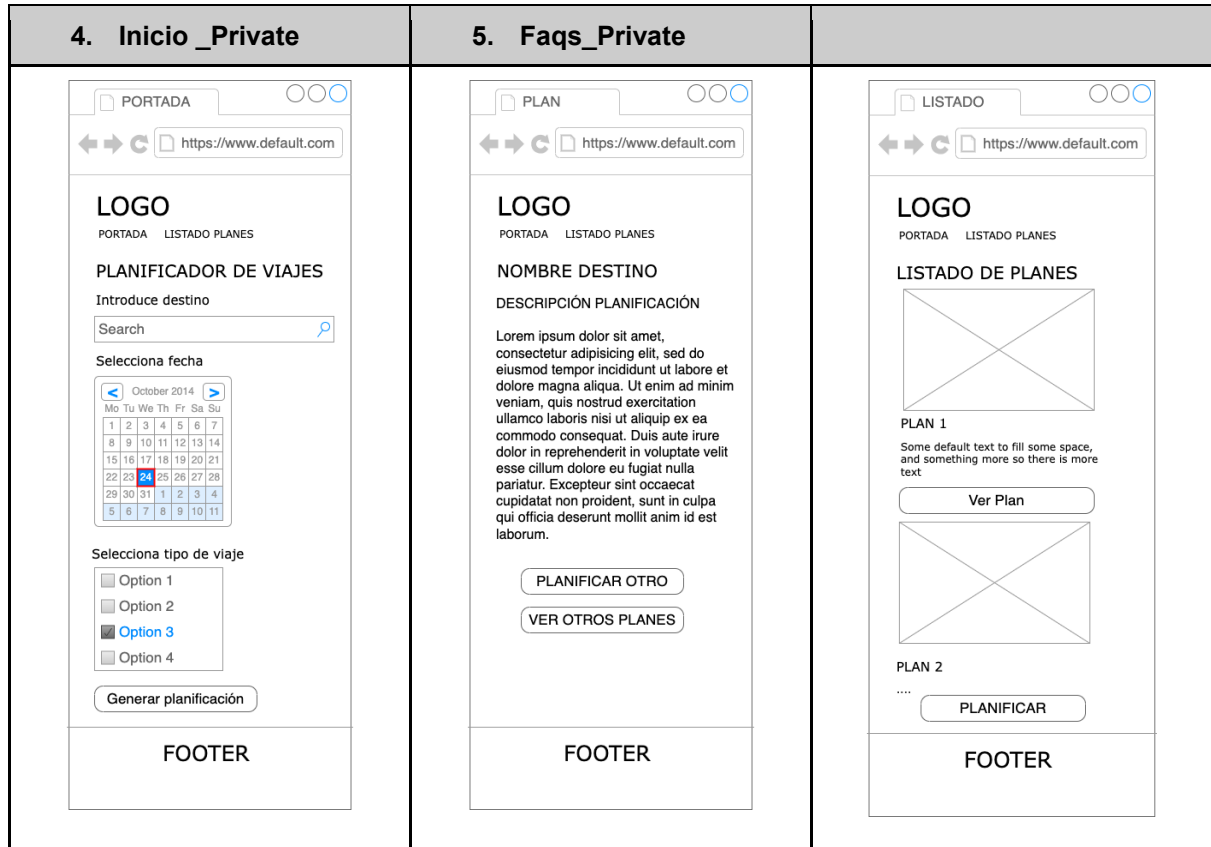 4. Inicio _Private
5. Faqs_Private
PORTADA
https://www.default.com
LOGO
PORTADA LISTADO PLANES
PLANIFICADOR DE VIAJES
Introduce destino
Search
Selecciona fecha
< October 2014 >
Mo Tu We Th Fr Sa Su
1 2 3 4 5 6 7
8 9 10 11 12 13 14
15 16 17 18 19 20 21
22 23 24 25 26 27 28
29 30 31 1 2 3 4
5 6 7 8 9 10 11
Selecciona tipo de viaje
Option 1
Option 2
Option 3
Option 4
Generar planificación
FOOTER
PLAN
https://www.default.com
LOGO
PORTADA LISTADO PLANES
NOMBRE DESTINO
DESCRIPCIÓN PLANIFICACIÓN
Lorem ipsum dolor sit amet,
consectetur adipisicing elit, sed do
eiusmod tempor incididunt ut labore et
dolore magna aliqua. Ut enim ad minim
veniam, quis nostrud exercitation
ullamco laboris nisi ut aliquip ex ea
commodo consequat. Duis aute irure
dolor in reprehenderit in voluptate velit
esse cillum dolore eu fugiat nulla
pariatur. Excepteur sint occaecat
cupidatat non proident, sunt in culpa
qui officia deserunt mollit anim id est
laborum.
PLANIFICAR OTRO
VER OTROS PLANES
FOOTER
LISTADO
https://www.default.com
LOGO
PORTADA LISTADO PLANES
LISTADO DE PLANES
PLAN 1
Some default text to fill some space,
and something more so there is more
text
Ver Plan
PLAN 2
....
PLANIFICAR
FOOTER